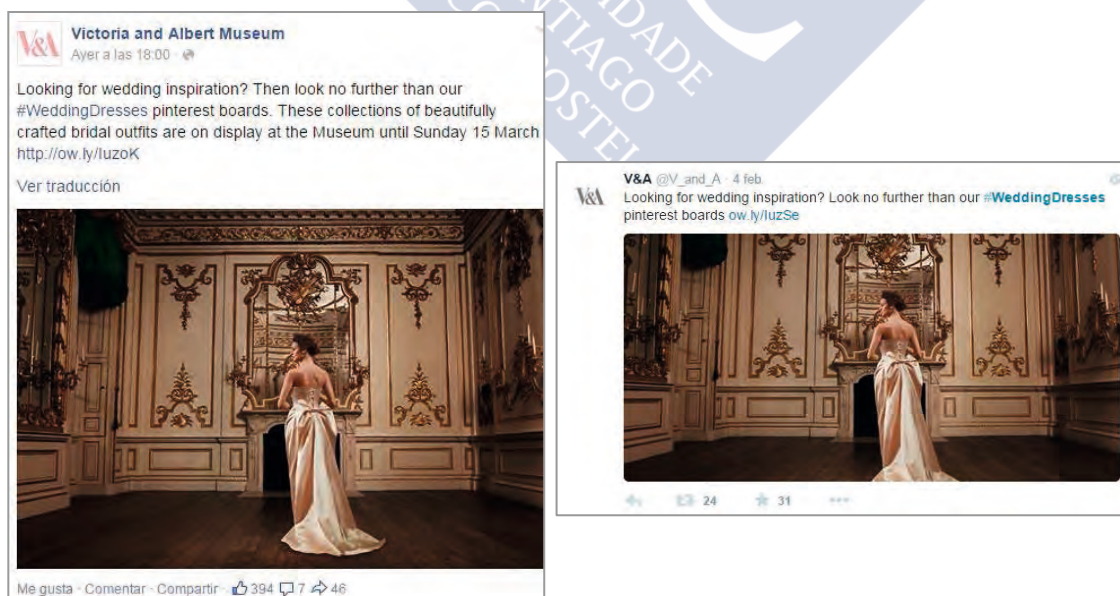 V&A
Victoria and Albert Museum
Ayer a las 18:00
Looking for wedding inspiration? Then look no further than our
#WeddingDresses pinterest boards. These collections of beautifully
crafted bridal outfits are on display at the Museum until Sunday 15 March
http://ow.ly/IuzoK
Ver traducción
Me gusta · Comentar · Compartir · 394 7 46
V&A
V&A @V_and_A · 4 feb.
Looking for wedding inspiration? Look no further than our #WeddingDresses
pinterest boards ow.ly/IuzSe
24 31